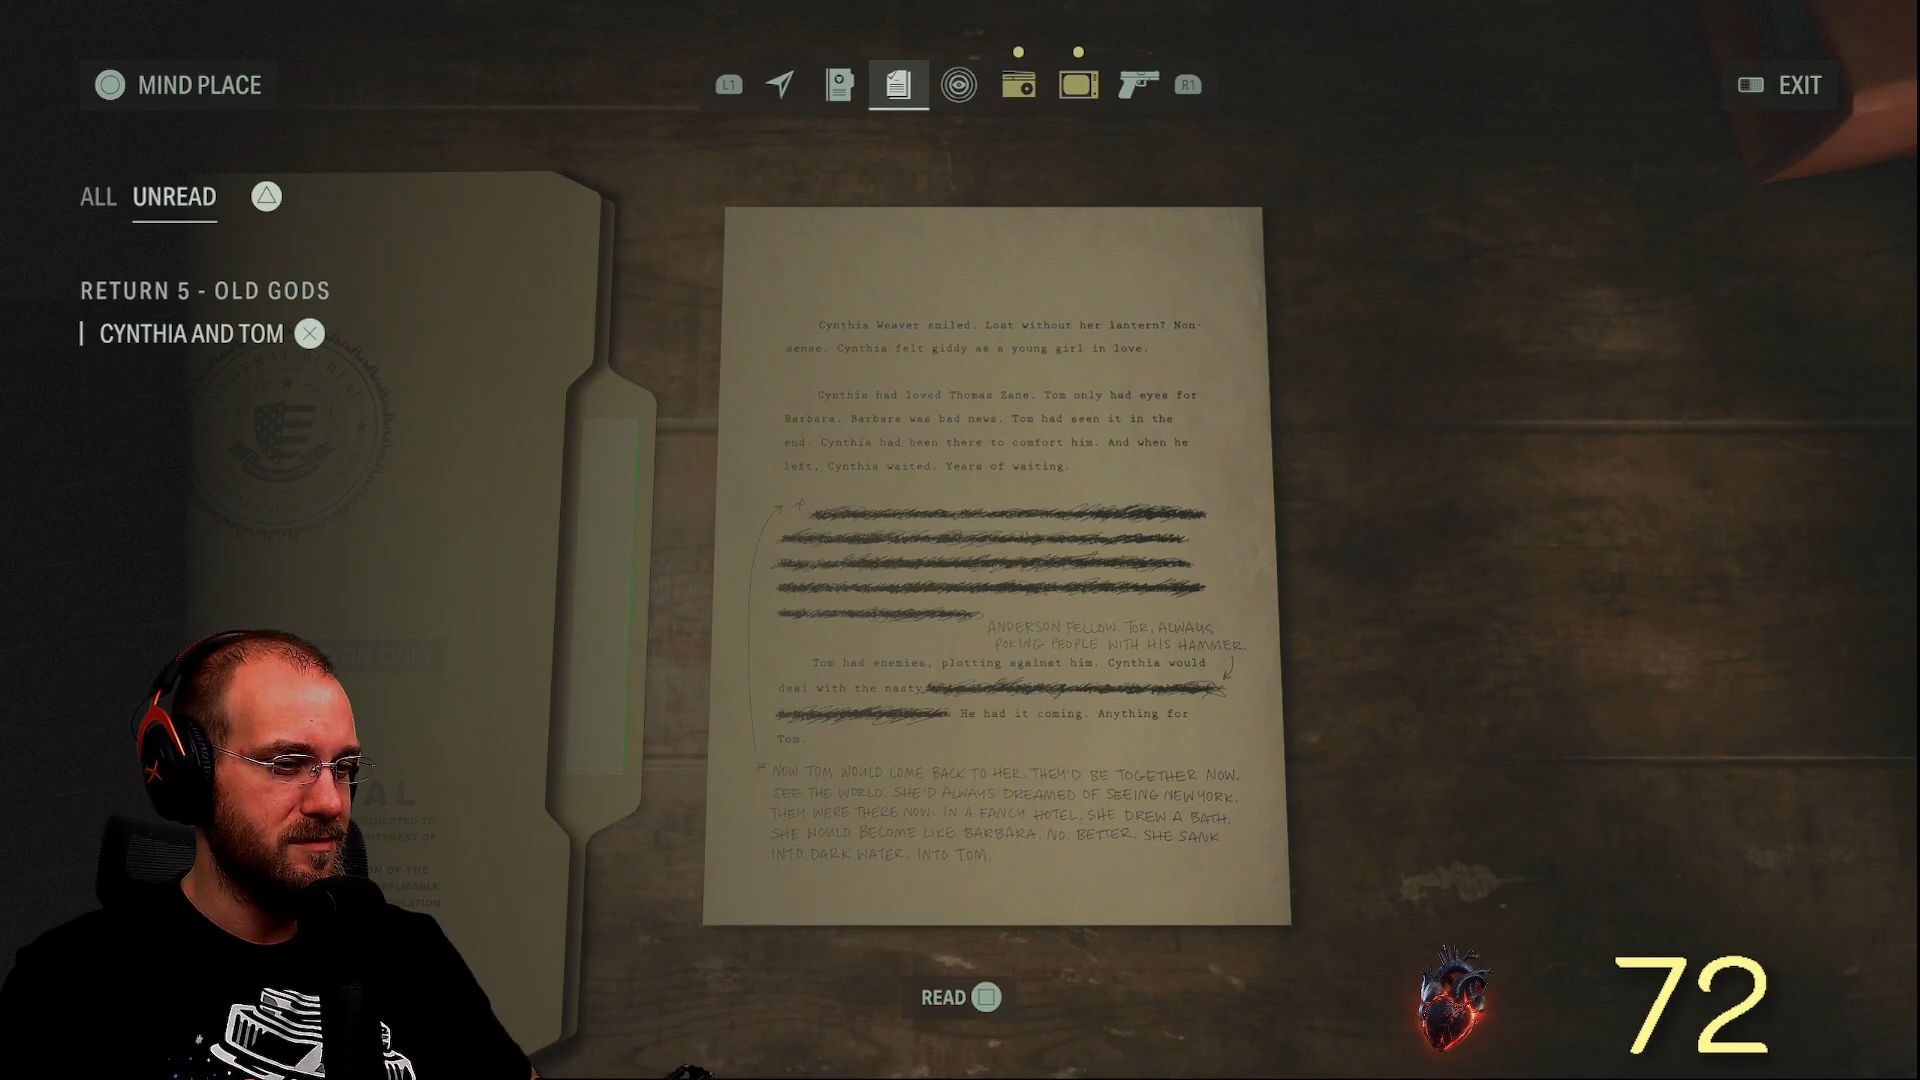 MIND PLACE
L1
R1
EXIT
ALL UNREAD
RETURN 5 - OLD GODS
CYNTHIA AND TOM
Cynthia Weaver smiled. Lost without her lantern? Non-
sense. Cynthia felt giddy as a young girl in love.
Cynthia had loved Thomas Zane. Tom only had eyes for
Barbara. Barbara was bad news. Tom had seen it in the
end. Cynthia had been there to comfort him. And when he
left, Cynthia waited. Years of waiting.
ANDERSON FELLOW. TOR, ALWAYS
POKING PEOPLE WITH HIS HAMMER.
Tom had enemies, plotting against him. Cynthia would
deal with the nasty
He had it coming. Anything for
Tom.
NOW TOM WOULD COME BACK TO HER. THEY'D BE TOGETHER NOW,
SEE THE WORLD. SHE'D ALWAYS DREAMED OF SEEING NEW YORK.
THEY WERE THERE NOW. IN A FANCY HOTEL. SHE DREW A BATH,
SHE WOULD BECOME LIKE BARBARA. NO. BETTER. SHE SANK
INTO DARK WATER. INTO TOM.
FEDERAL BUREAU
ON OF THE
READ
72